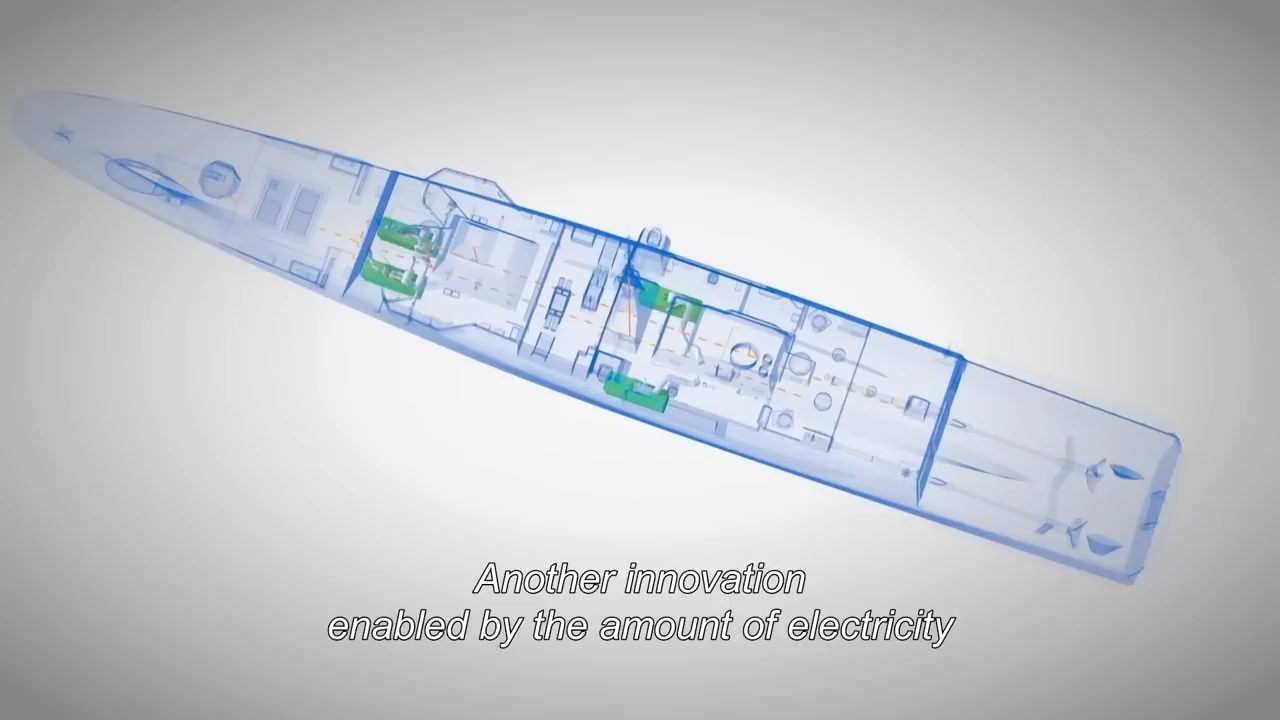 Another innovation
enabled by the amount of electricity